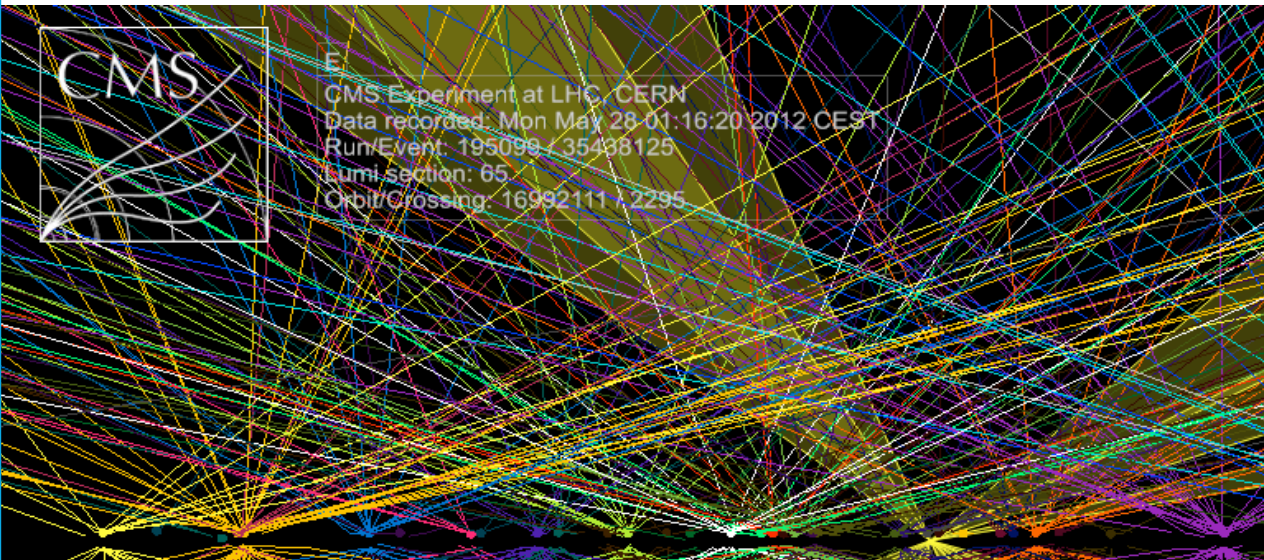 CMS
E
CMS Experiment at LHC, CERN
Data recorded: Mon May 28 01:16:20 2012 CEST
Run/Event: 195099 / 35438125
Lumi section: 65
Orbit/Crossing: 16992111 / 2295